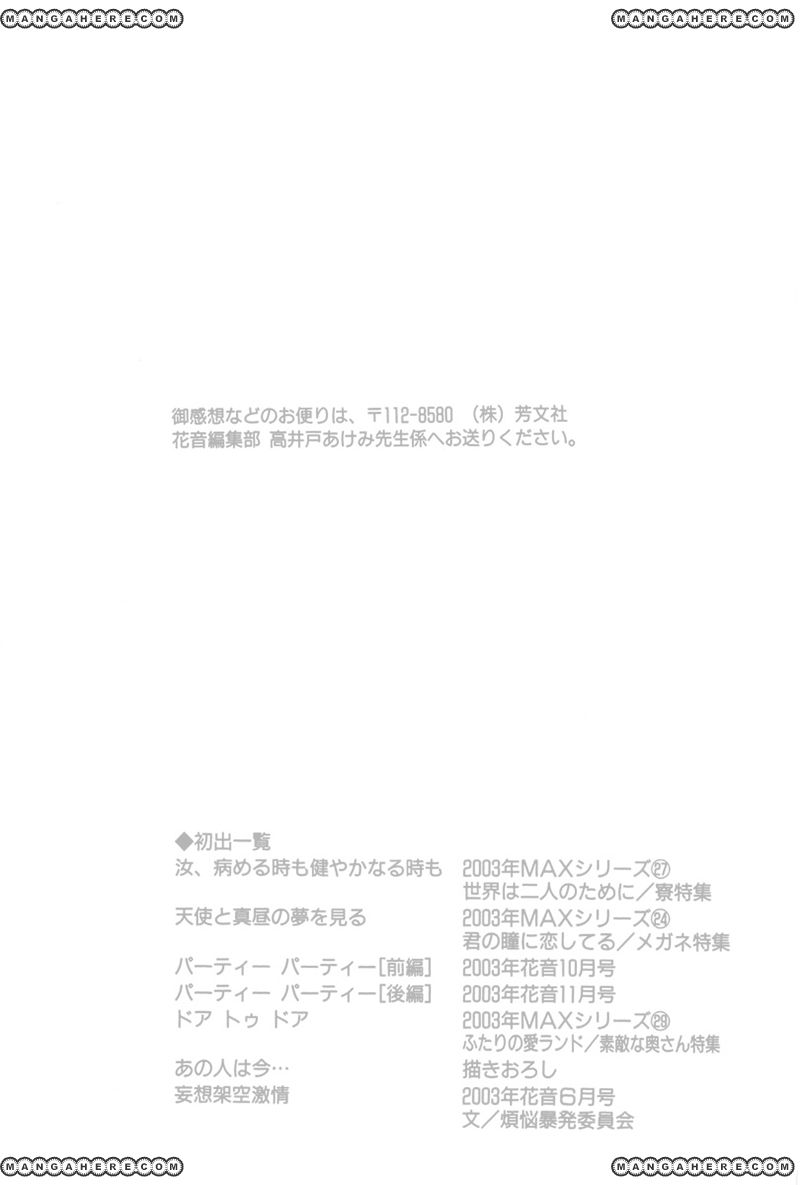 MANGAHERE.COM MANGAHERE.COM
御感想などのお便りは、〒112-8580 (株) 芳文社
花音編集部 高井戸あけみ先生係へお送りください。
◆初出一覧
汝、病める時も健やかなる時も 2003年MAXシリーズ㉗
世界は二人のために/寮特集
天使と真昼の夢を見る 2003年MAXシリーズ㉔
君の瞳に恋してる/メガネ特集
パーティー パーティー[前編] 2003年花音10月号
パーティー パーティー[後編] 2003年花音11月号
ドア トゥ ドア 2003年MAXシリーズ㉙
ふたりの愛ランド/素敵な奥さん特集
あの人は今… 描きおろし
妄想架空激情 2003年花音6月号
文/煩悩暴発委員会
MANGAHERE.COM MANGAHERE.COM